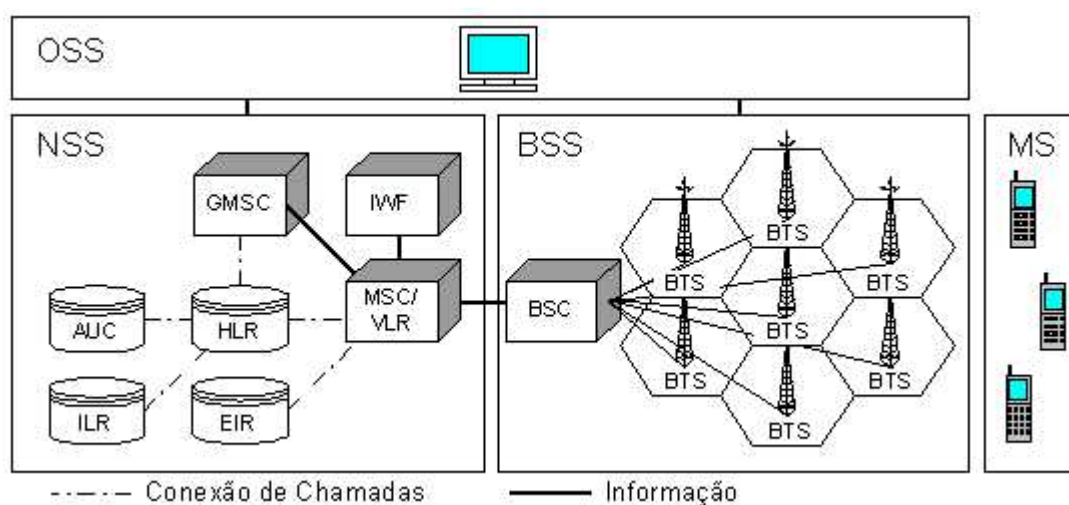 OSS
NSS
BSS
MS
GMSC
IWF
BTS
BTS
BTS
BTS
AUC
HLR
MSC/
VLR
BSC
BTS
BTS
BTS
ILR
EIR
Conexão de Chamadas
Informação